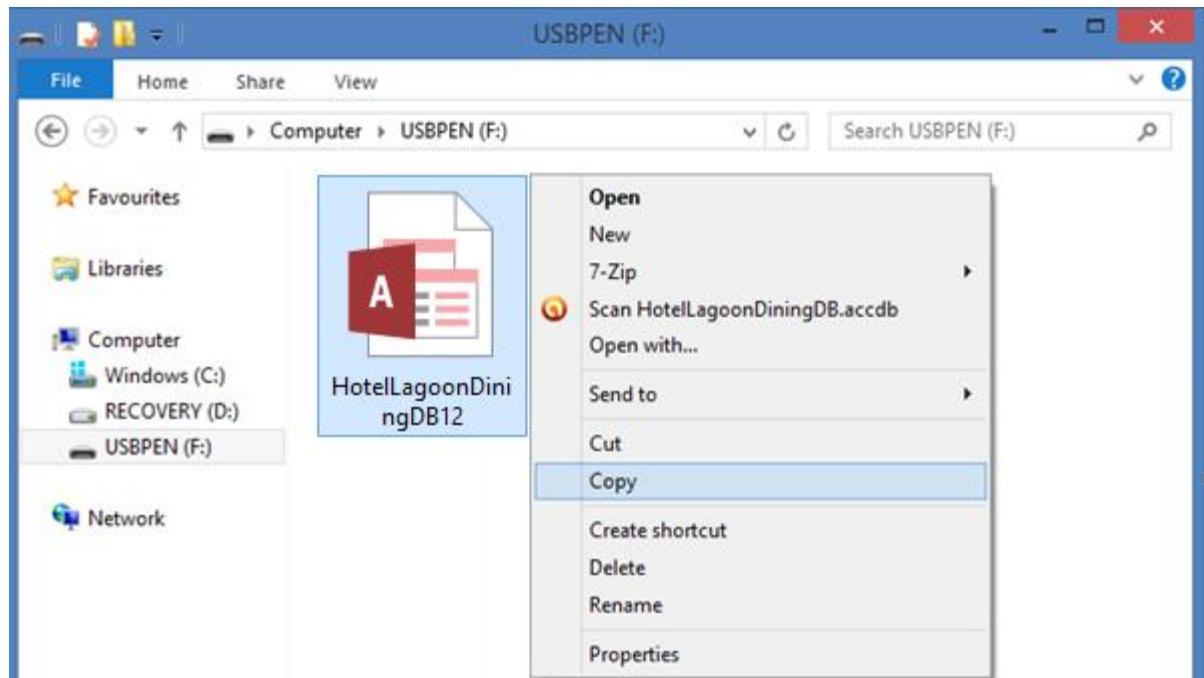 USBPEN (F:)
File Home Share View
Computer USBPEN (F:)
Search USBPEN (F:)
Favourites
Libraries
Computer
Windows (C:)
RECOVERY (D:)
USBPEN (F:)
Network
A
HotelLagoonDini
ngDB12
Open
New
7-Zip
Scan HotelLagoonDiningDB.accdb
Open with...
Send to
Cut
Copy
Create shortcut
Delete
Rename
Properties